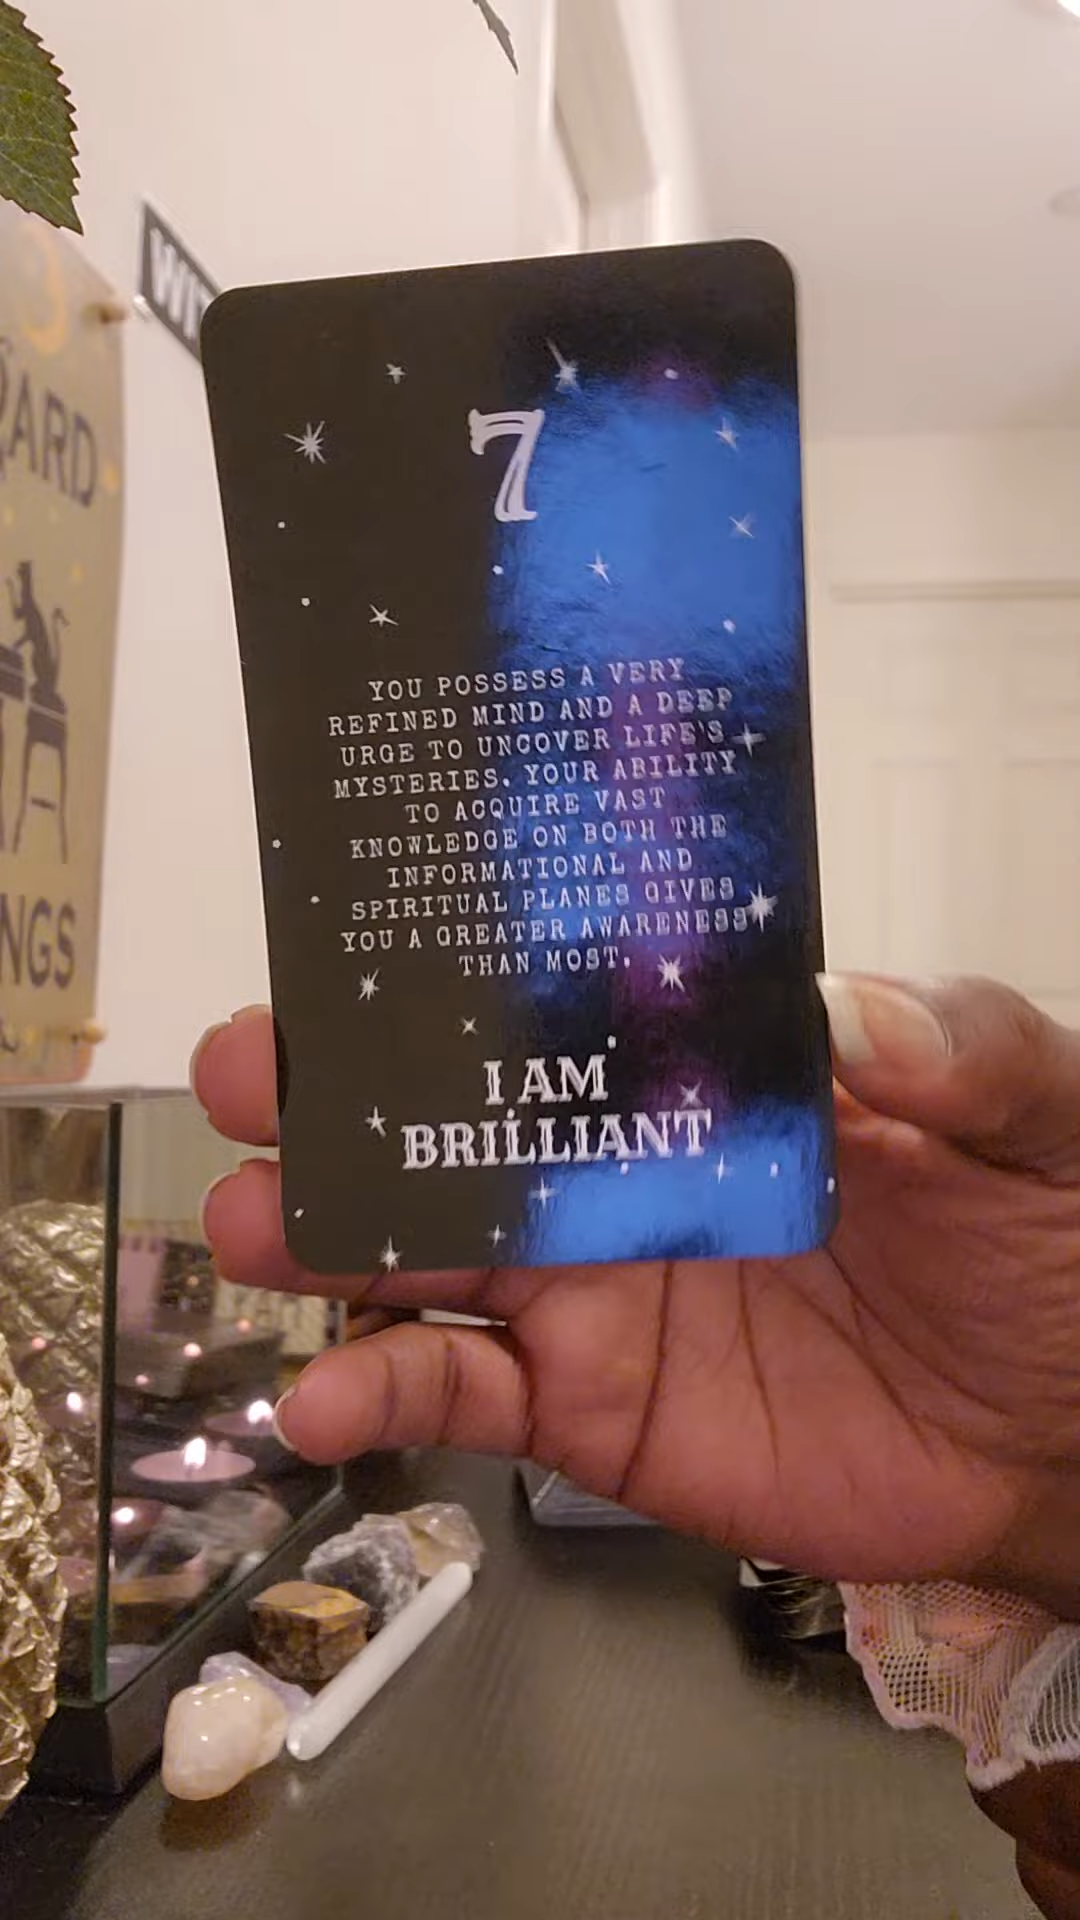 7
YOU POSSESS A VERY
REFINED MIND AND A DEEP
URGE TO UNCOVER LIFE'S
MYSTERIES. YOUR ABILITY
TO ACQUIRE VAST
KNOWLEDGE ON BOTH THE
INFORMATIONAL AND
SPIRITUAL PLANES GIVES
YOU A GREATER AWARENESS
THAN MOST.
I AM
BRILLIANT